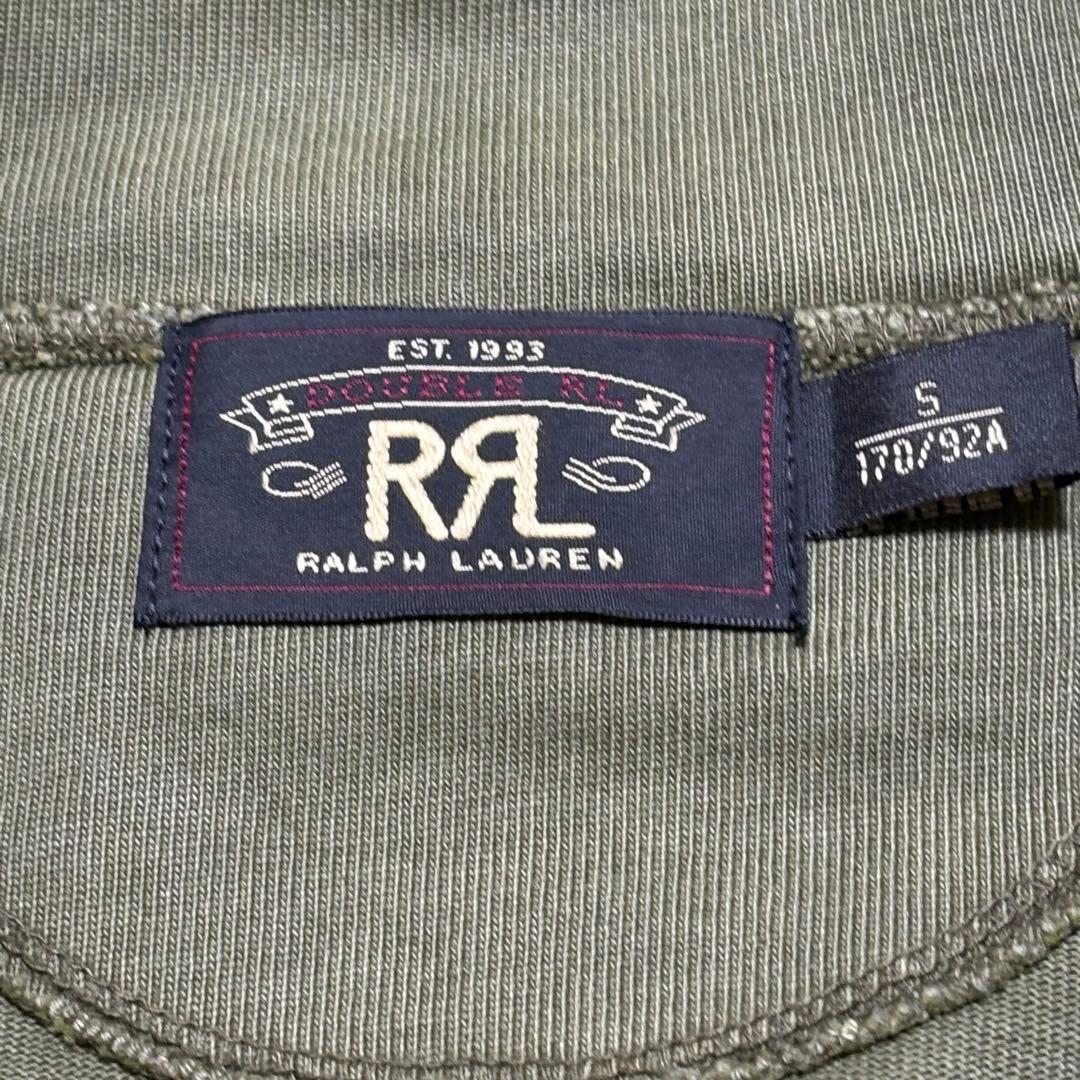 EST. 1993
DOUBLE RL
RRL
RALPH LAUREN
S
170/92A